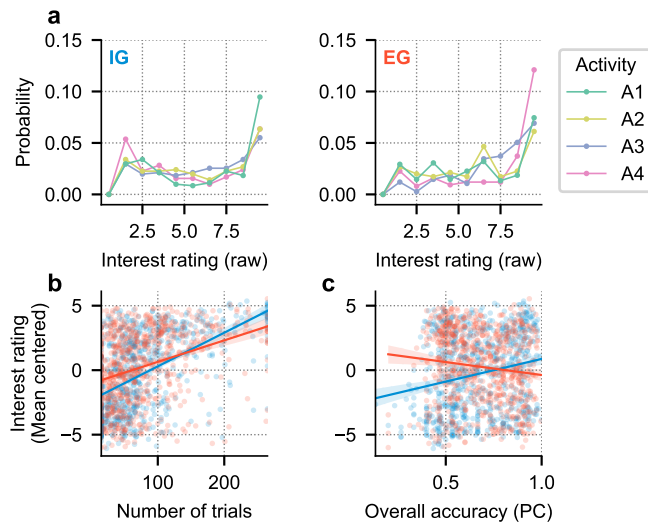 a
0.15
0.10
0.05
0.00
Probability
IG
2.5 5.0 7.5
Interest rating (raw)
0.15
0.10
0.05
0.00
EG
2.5 5.0 7.5
Interest rating (raw)
Activity
A1
A2
A3
A4
b
5
0
−5
Interest rating
(Mean centered)
100 200
Number of trials
c
5
0
−5
0.5 1.0
Overall accuracy (PC)